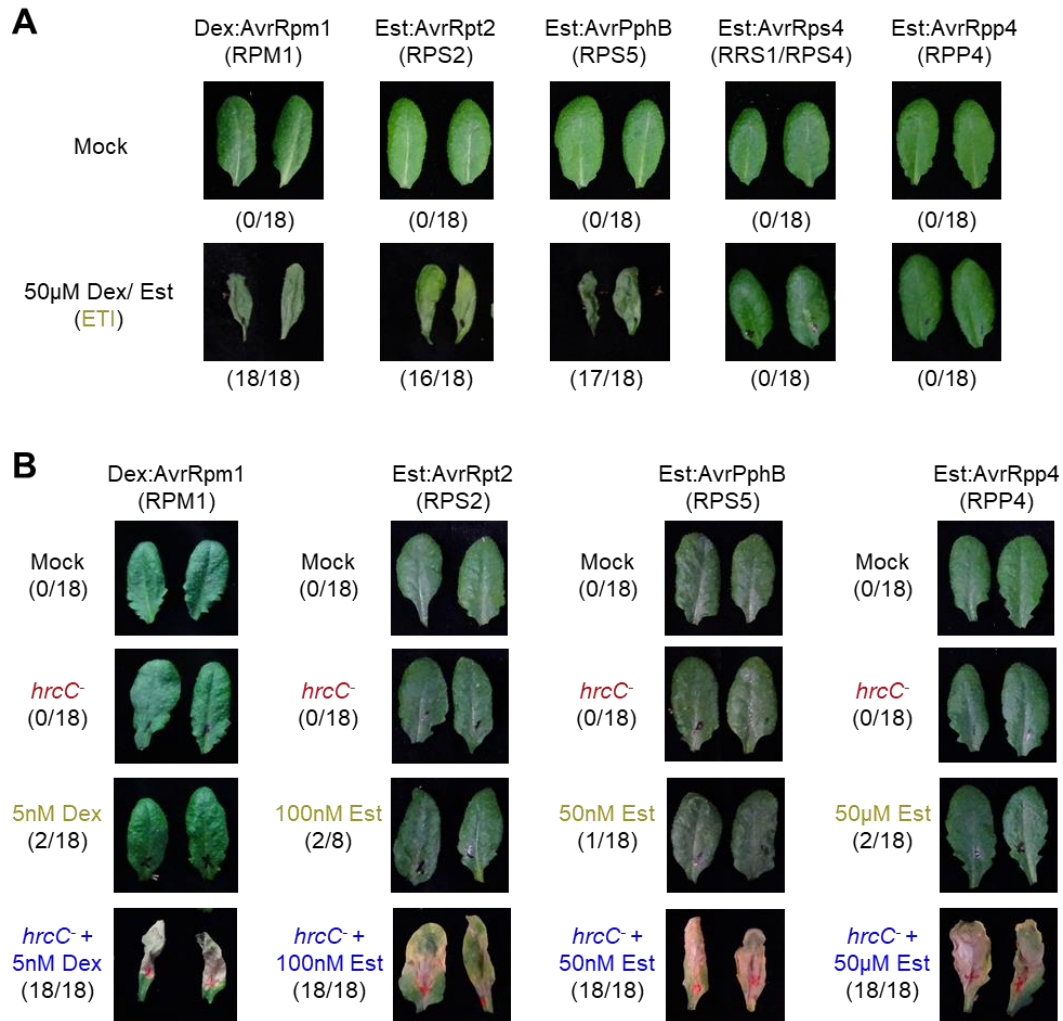 A
Dex:AvrRpm1
(RPM1)
Est:AvrRpt2
(RPS2)
Est:AvrPphB
(RPS5)
Est:AvrRps4
(RRS1/RPS4)
Est:AvrRpp4
(RPP4)
Mock
(0/18)
(0/18)
(0/18)
(0/18)
(0/18)
50µM Dex/ Est
(ETI)
(18/18)
(16/18)
(17/18)
(0/18)
(0/18)
B
Dex:AvrRpm1
(RPM1)
Est:AvrRpt2
(RPS2)
Est:AvrPphB
(RPS5)
Est:AvrRpp4
(RPP4)
Mock
(0/18)
Mock
(0/18)
Mock
(0/18)
Mock
(0/18)
hrcC-
(0/18)
hrcC-
(0/18)
hrcC-
(0/18)
hrcC-
(0/18)
5nM Dex
(2/18)
100nM Est
(2/8)
50nM Est
(1/18)
50µM Est
(2/18)
hrcC- +
5nM Dex
(18/18)
hrcC- +
100nM Est
(18/18)
hrcC- +
50nM Est
(18/18)
hrcC- +
50µM Est
(18/18)